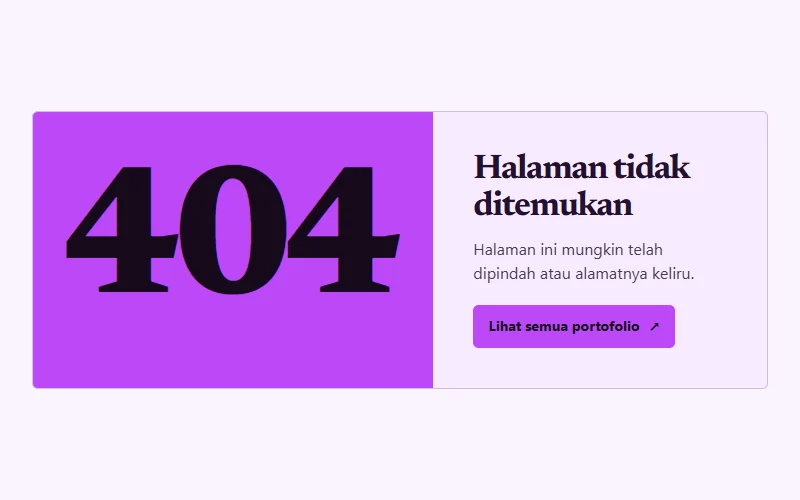 404
Halaman tidak
ditemukan
Halaman ini mungkin telah
dipindah atau alamatnya keliru.
Lihat semua portofolio ↗